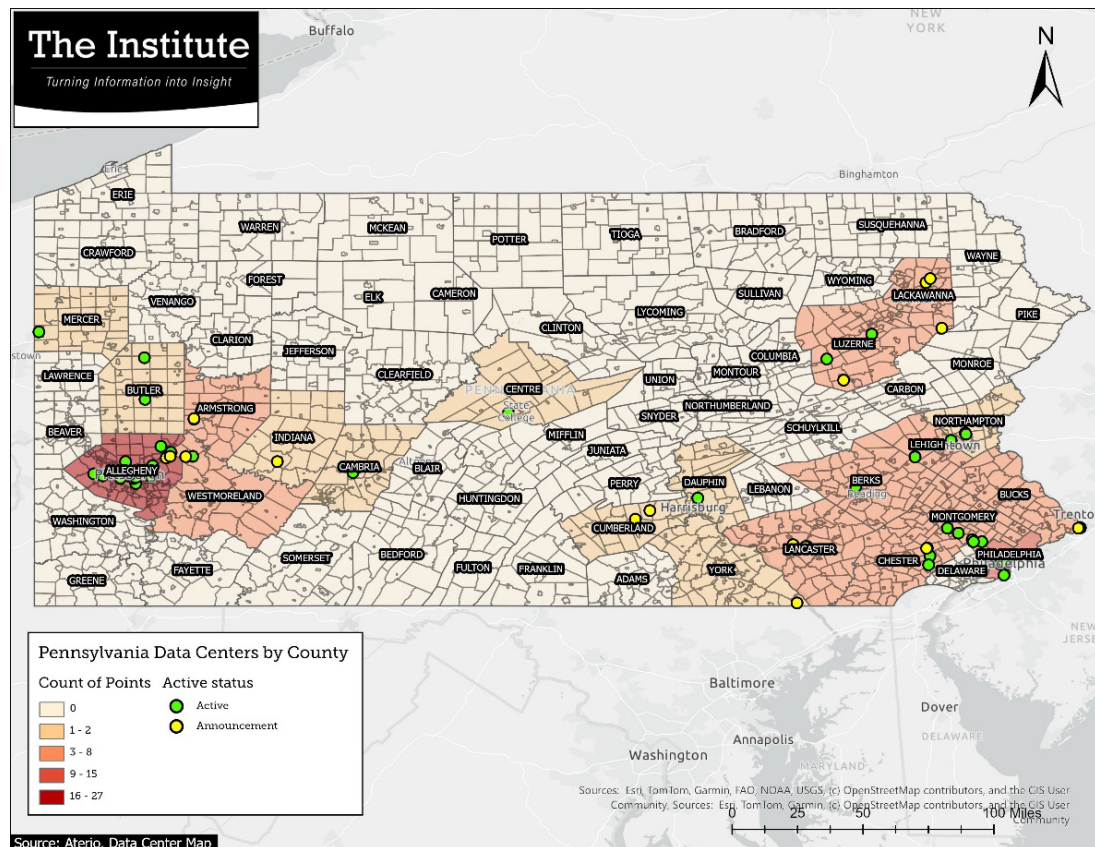 The Institute
Turning Information into Insight
NEW
YORK
Buffalo
N
Binghamton
Erie
ERIE
WARREN
MCKEAN
POTTER
TIOGA
BRADFORD
SUSQUEHANNA
CRAWFORD
WAYNE
FOREST
WYOMING
VENANGO
ELK
CAMERON
SULLIVAN
LACKAWANNA
MERCER
LYCOMING
PIKE
CLINTON
CLARION
JEFFERSON
LUZERNE
stown
COLUMBIA
LAWRENCE
CLEARFIELD
UNION
MONTOUR
MONROE
BUTLER
PENNSYLVANIA
CENTRE
CARBON
ARMSTRONG
State
College
SNYDER
NORTHUMBERLAND
BEAVER
INDIANA
MIFFLIN
SCHUYLKILL
NORTHAMPTON
LEHIGH
JUNIATA
ALLEGHENY
CAMBRIA
Altoona
BLAIR
PERRY
DAUPHIN
LEBANON
BERKS
Reading
BUCKS
WESTMORELAND
HUNTINGDON
Harrisburg
WASHINGTON
CUMBERLAND
MONTGOMERY
Trento
LANCASTER
PHILADELPHIA
SOMERSET
BEDFORD
CHESTER
Philadelphia
DELAWARE
GREENE
FAYETTE
FULTON
FRANKLIN
ADAMS
YORK
NEW
JERSE
Pennsylvania Data Centers by County
Count of Points Active status
0 Active
1 - 2 Announcement
3 - 8
9 - 15
16 - 27
Baltimore
Dover
Annapolis
DELAWARE
Washington
MARYLAND
Sources: Esri, TomTom, Garmin, FAO, NOAA, USGS, (c) OpenStreetMap contributors, and the GIS User
Community, Sources: Esri, TomTom, Garmin, (c) OpenStreetMap contributors, and the GIS User
Community
0 25 50 100 Miles
Source: Aterio, Data Center Map